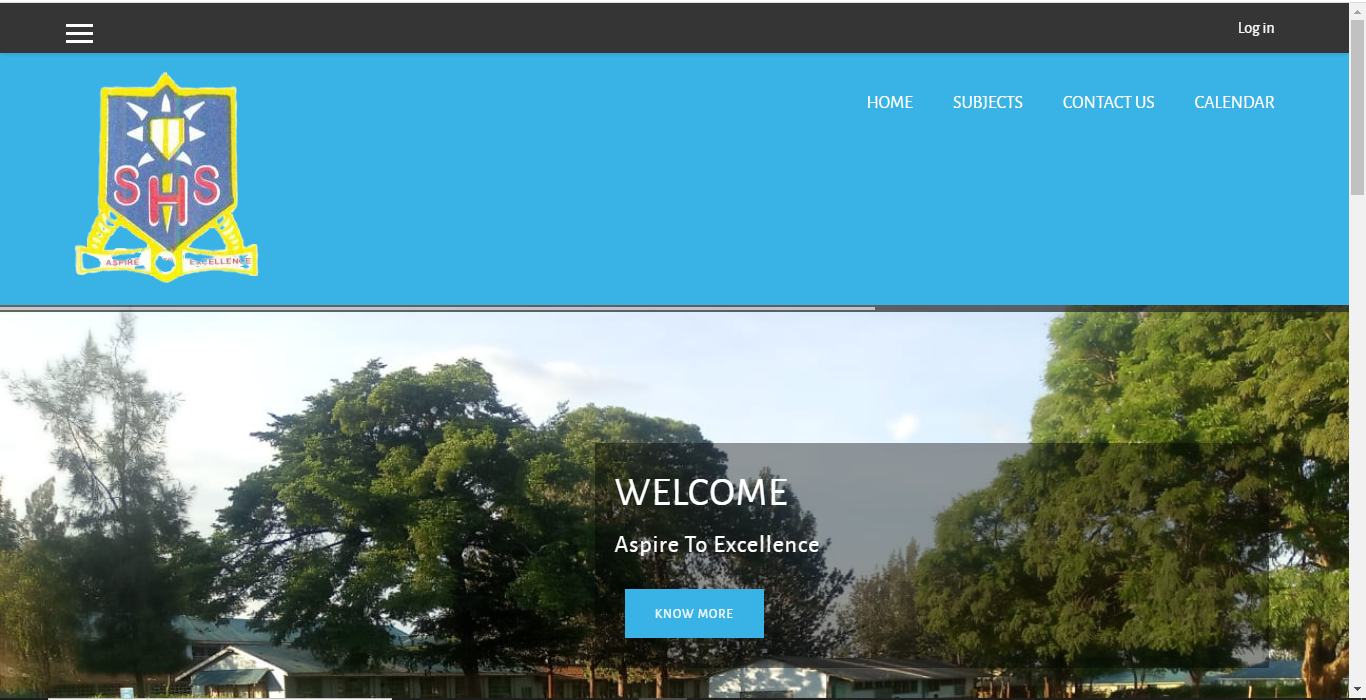 Log in
HOME SUBJECTS CONTACT US CALENDAR
SHS
ASPIRE EXCELLENCE
WELCOME
Aspire To Excellence
KNOW MORE